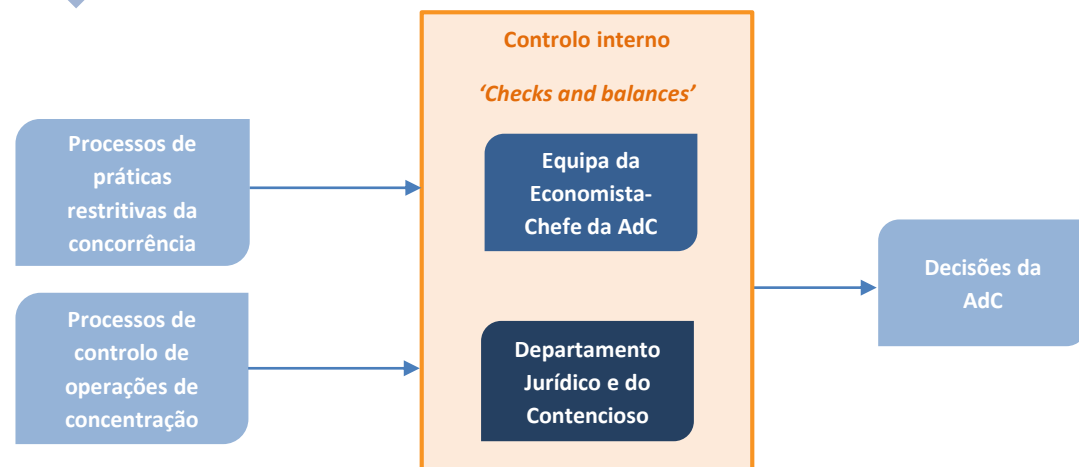 Controlo interno
‘Checks and balances’
Processos de
práticas
restritivas da
concorrência
Equipa da
Economista-
Chefe da AdC
Processos de
controlo de
operações de
concentração
Departamento
Jurídico e do
Contencioso
Decisões da
AdC